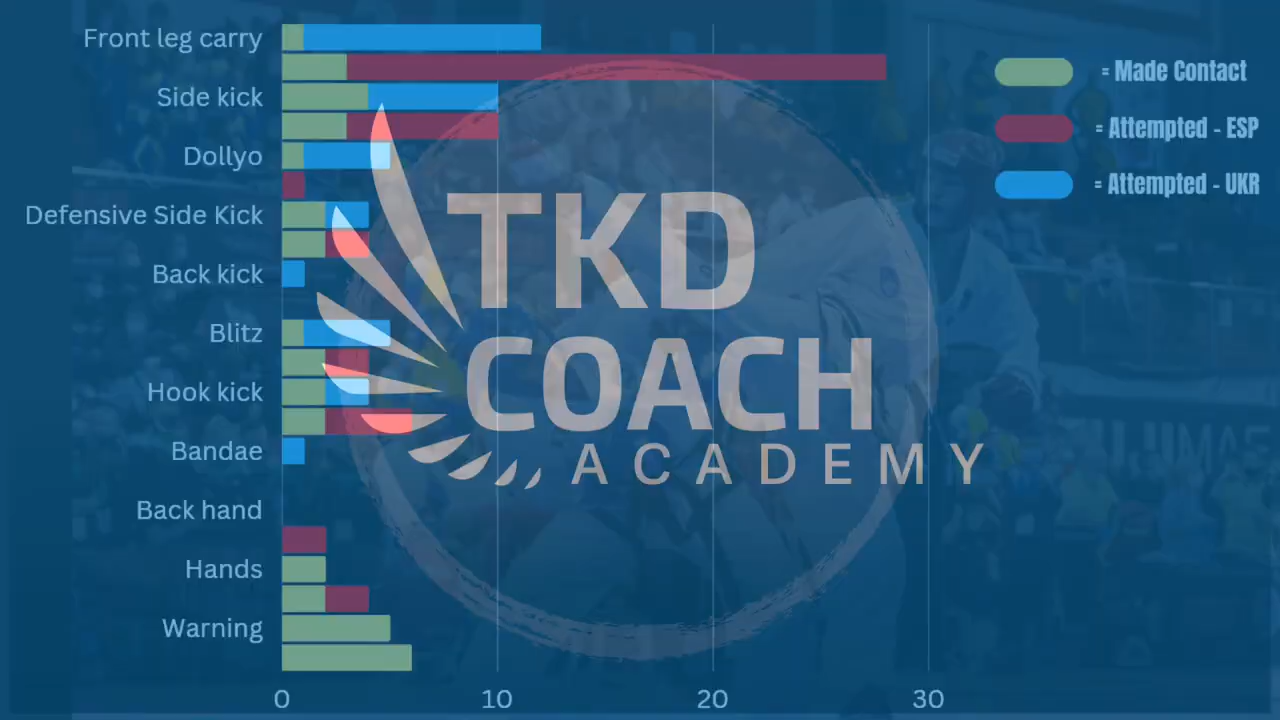 Front leg carry
Side kick
Dollyo
Defensive Side Kick
Back kick
Blitz
Hook kick
Bandae
Back hand
Hands
Warning
0
10
20
30
= Made Contact
= Attempted - ESP
= Attempted - UKR
TKD
COACH
ACADEMY